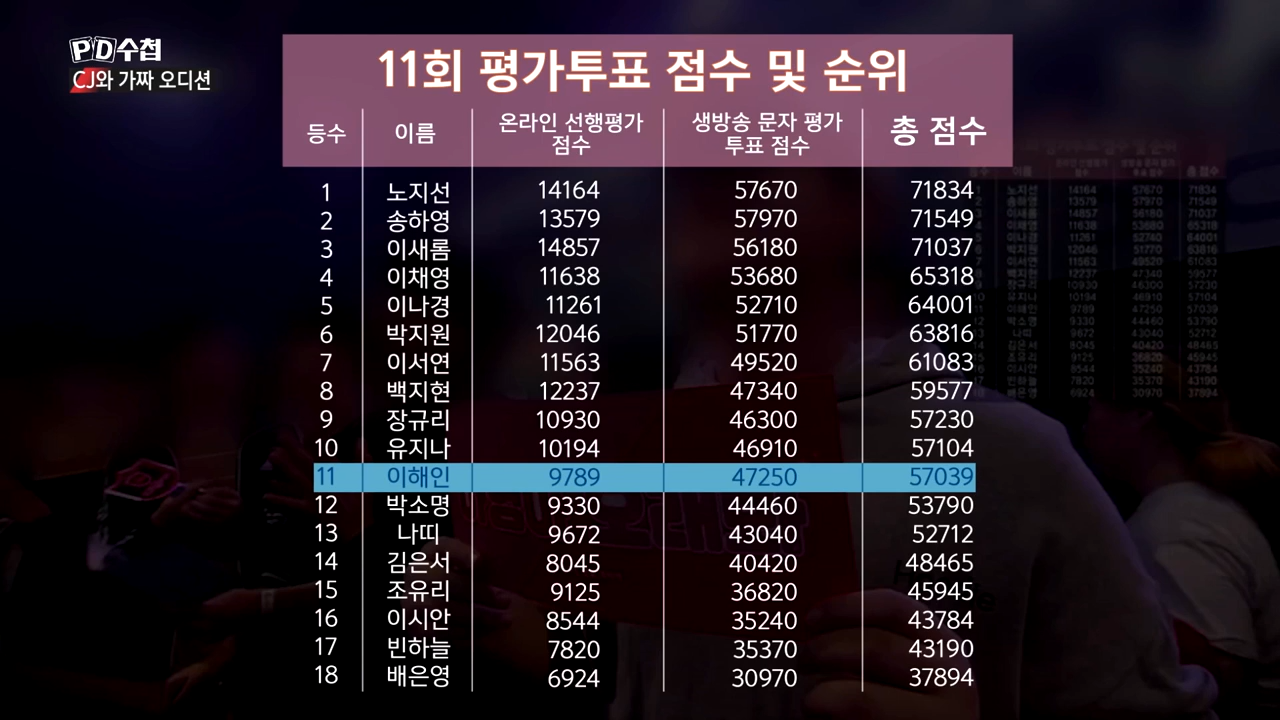 PD수첩
CJ와 가짜 오디션
11회 평가투표 점수 및 순위
등수 이름 온라인 선행평가 점수 생방송 문자 평가 투표 점수 총 점수
1 노지선 14164 57670 71834
2 송하영 13579 57970 71549
3 이새롬 14857 56180 71037
4 이채영 11638 53680 65318
5 이나경 11261 52710 64001
6 박지원 12046 51770 63816
7 이서연 11563 49520 61083
8 백지현 12237 47340 59577
9 장규리 10930 46300 57230
10 유지나 10194 46910 57104
11 이해인 9789 47250 57039
12 박소명 9330 44460 53790
13 나띠 9672 43040 52712
14 김은서 8045 40420 48465
15 조유리 9125 36820 45945
16 이시안 8544 35240 43784
17 빈하늘 7820 35370 43190
18 배은영 6924 30970 37894